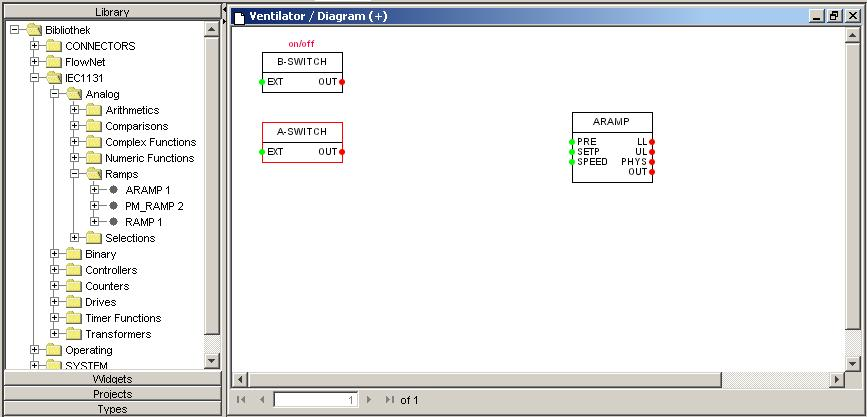 Library
Bibliothek
CONNECTORS
FlowNet
IEC1131
Analog
Arithmetics
Comparisons
Complex Functions
Numeric Functions
Ramps
ARAMP 1
PM_RAMP 2
RAMP 1
Selections
Binary
Controllers
Counters
Drives
Timer Functions
Transformers
Operating
SYSTEM
Widgets
Projects
Types
Ventilator / Diagram (+)
on/off
B-SWITCH
EXT OUT
A-SWITCH
EXT OUT
ARAMP
PRE LL
SETP UL
SPEED PHYS
OUT
1 of 1